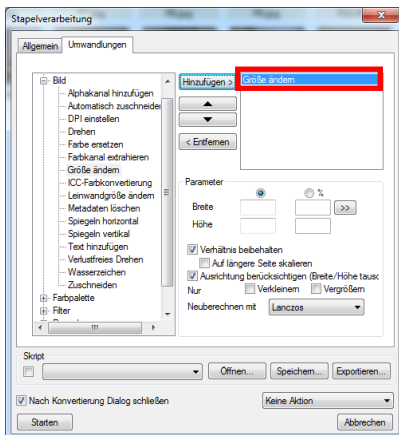 Stapelverarbeitung
Allgemein Umwandlungen
Bild
Alphakanal hinzufügen
Automatisch zuschneider
DPI einstellen
Drehen
Farbe ersetzen
Farbkanal extrahieren
Größe ändern
ICC-Farbkonvertierung
Leinwandgröße ändern
Metadaten löschen
Spiegeln horizontal
Spiegeln vertikal
Text hinzufügen
Verlustfreies Drehen
Wasserzeichen
Zuschneiden
Farbpalette
Filter
Hinzufügen >
< Entfernen
Größe ändern
Parameter
%
Breite >>
Höhe
Verhältnis beibehalten
Auf längere Seite skalieren
Ausrichtung berücksichtigen (Breite/Höhe tausc
Nur Verkleinern Vergrößern
Neuberechnen mit Lanczos
Skript
Öffnen... Speichern... Exportieren...
Nach Konvertierung Dialog schließen Keine Aktion
Starten Abbrechen